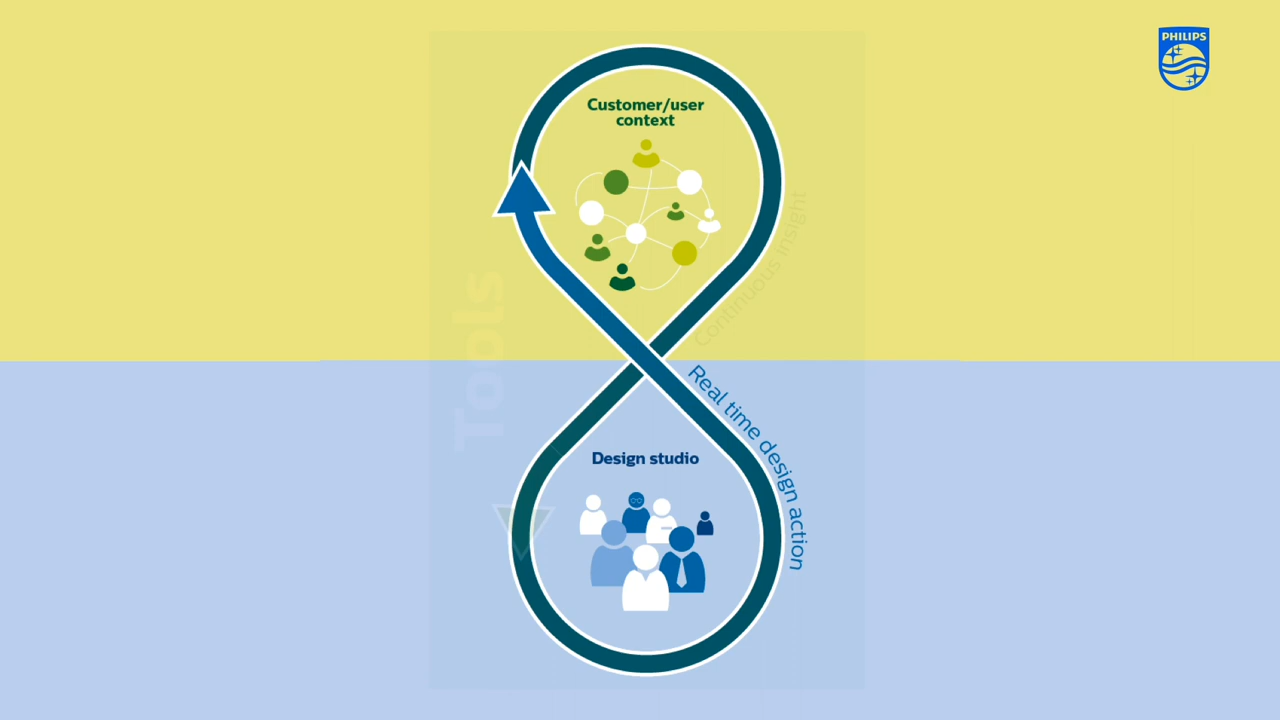 PHILIPS
Customer/user
context
Continuous insight
Tools
Real time design action
Design studio